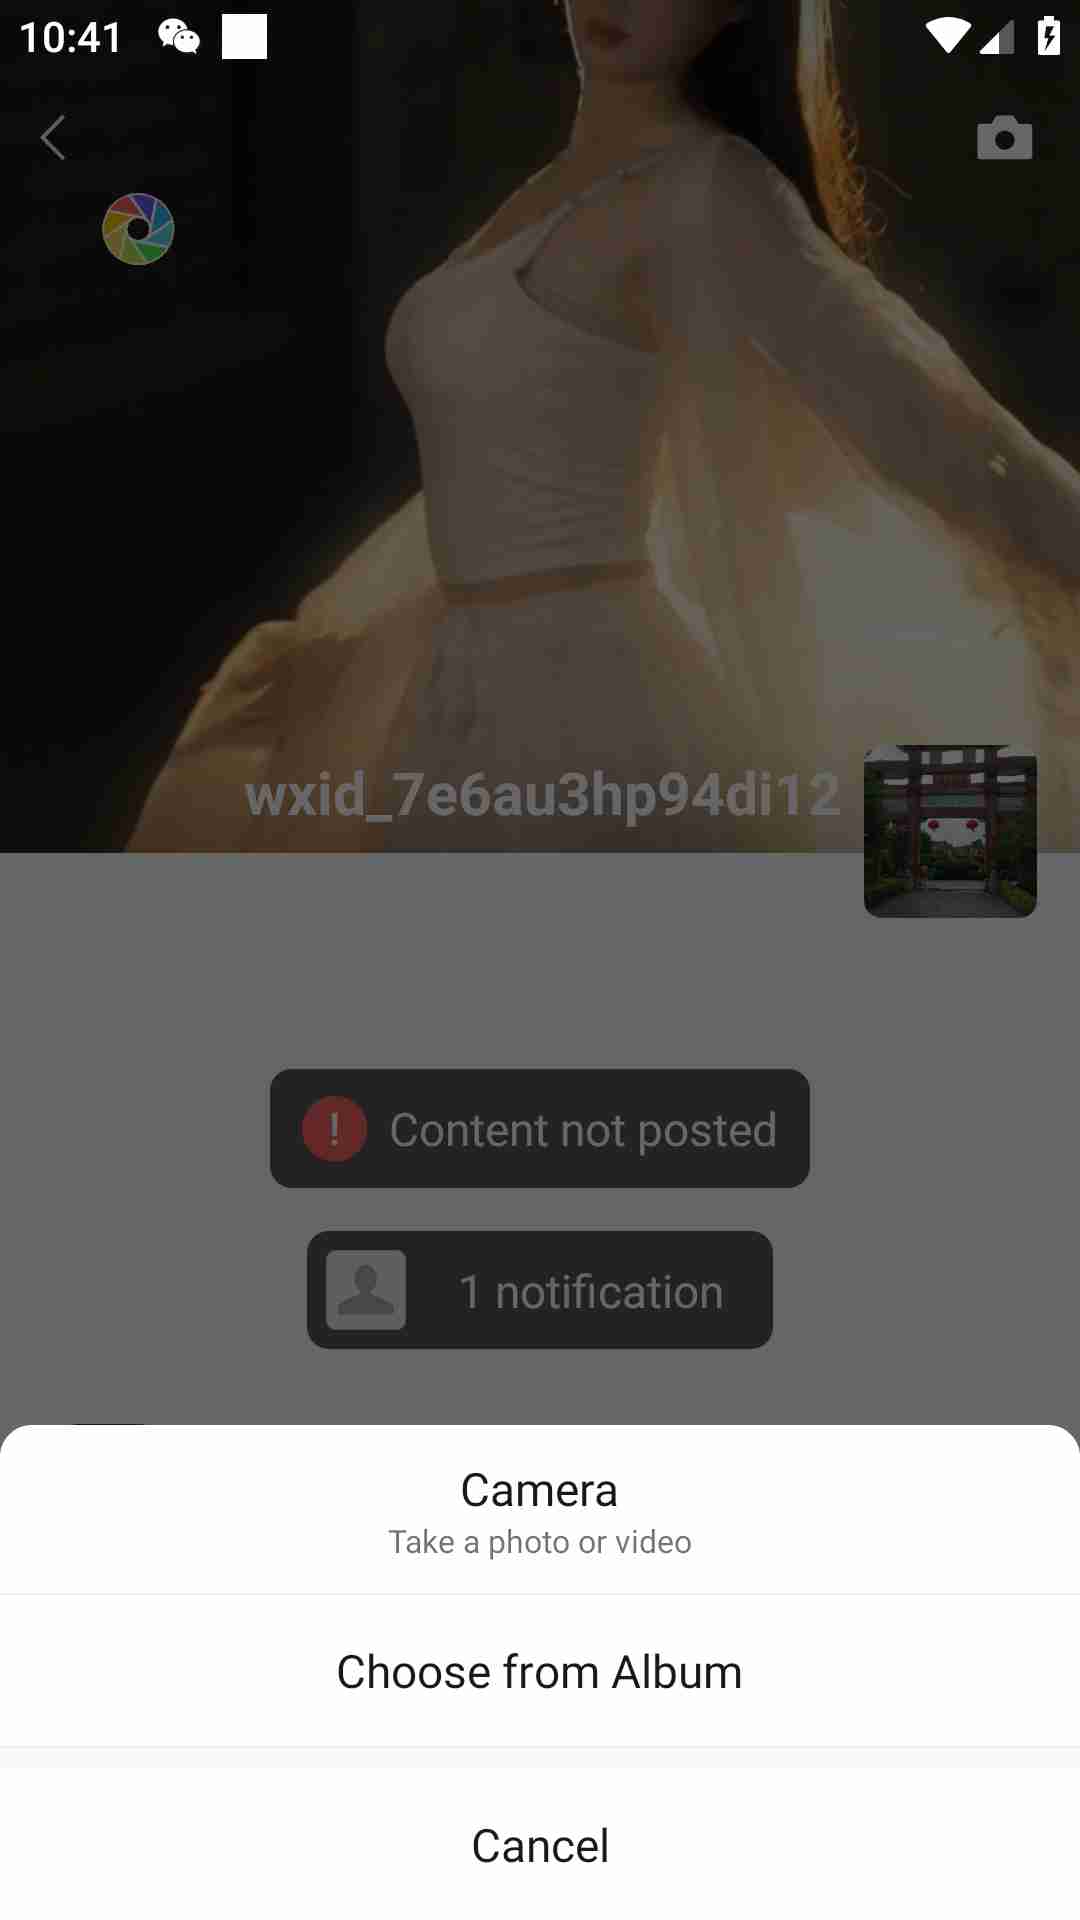 10:41
wxid_7e6au3hp94di12
Content not posted
1 notification
Camera
Take a photo or video
Choose from Album
Cancel